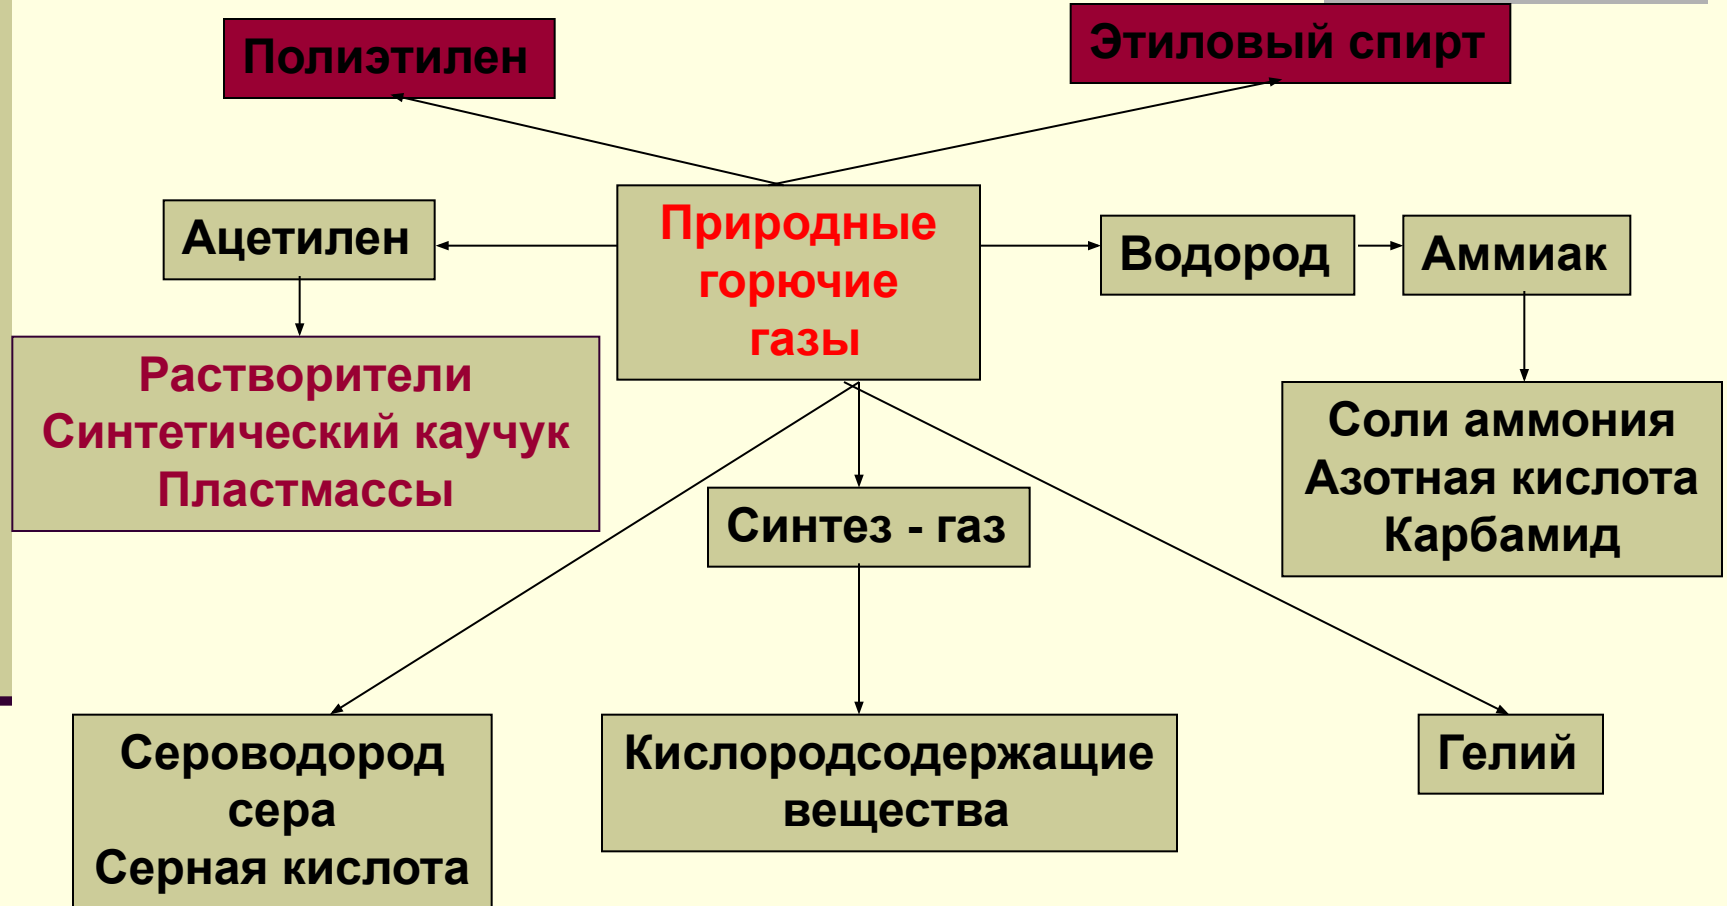 Полиэтилен
Этиловый спирт
Ацетилен
Природные
горючие
газы
Водород
Аммиак
Растворители
Синтетический каучук
Пластмассы
Соли аммония
Азотная кислота
Карбамид
Синтез - газ
Сероводород
сера
Серная кислота
Кислородсодержащие
вещества
Гелий